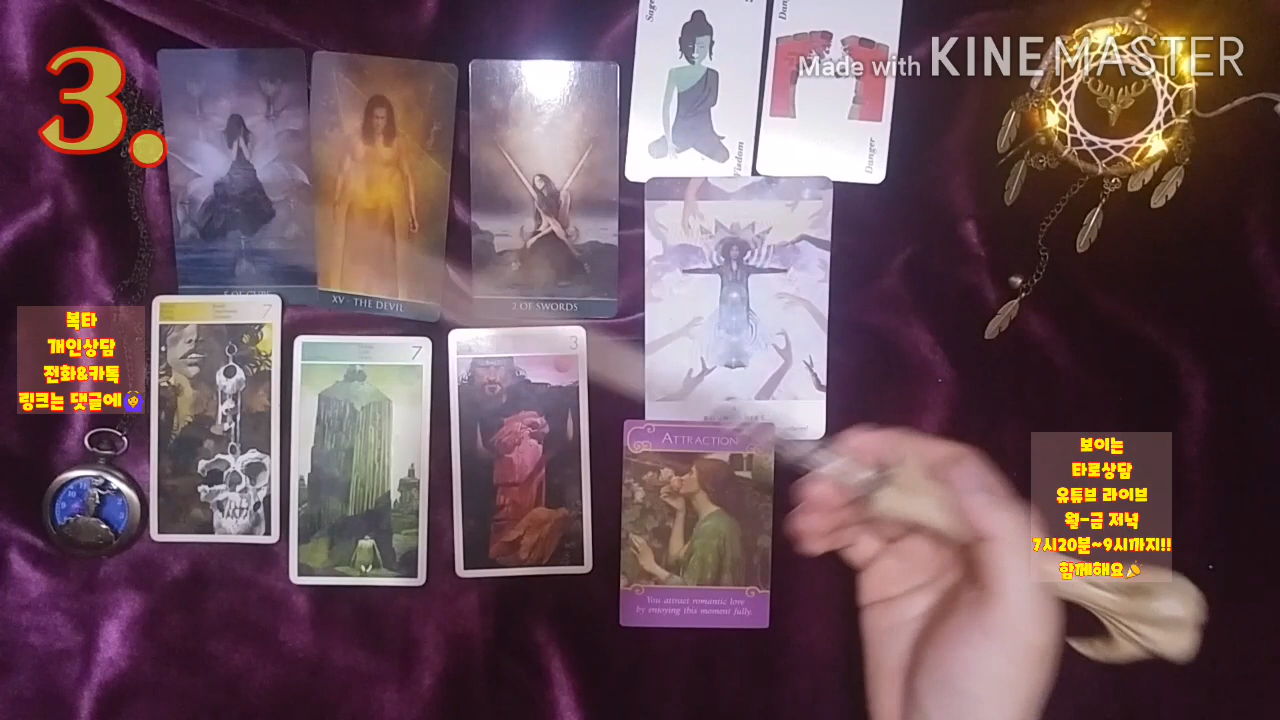 3.
Made with KINEMASTER
Danger
XV - THE DEVIL
2 OF SWORDS
7
7
3
복타
개인상담
전화&카톡
링크는 댓글에🙆‍♀️
ATTRACTION
You attract romantic love
by enjoying this moment fully.
보이는
타로상담
유튜브 라이브
월-금 저녁
7시20분~9시까지!!
함께해요🎉